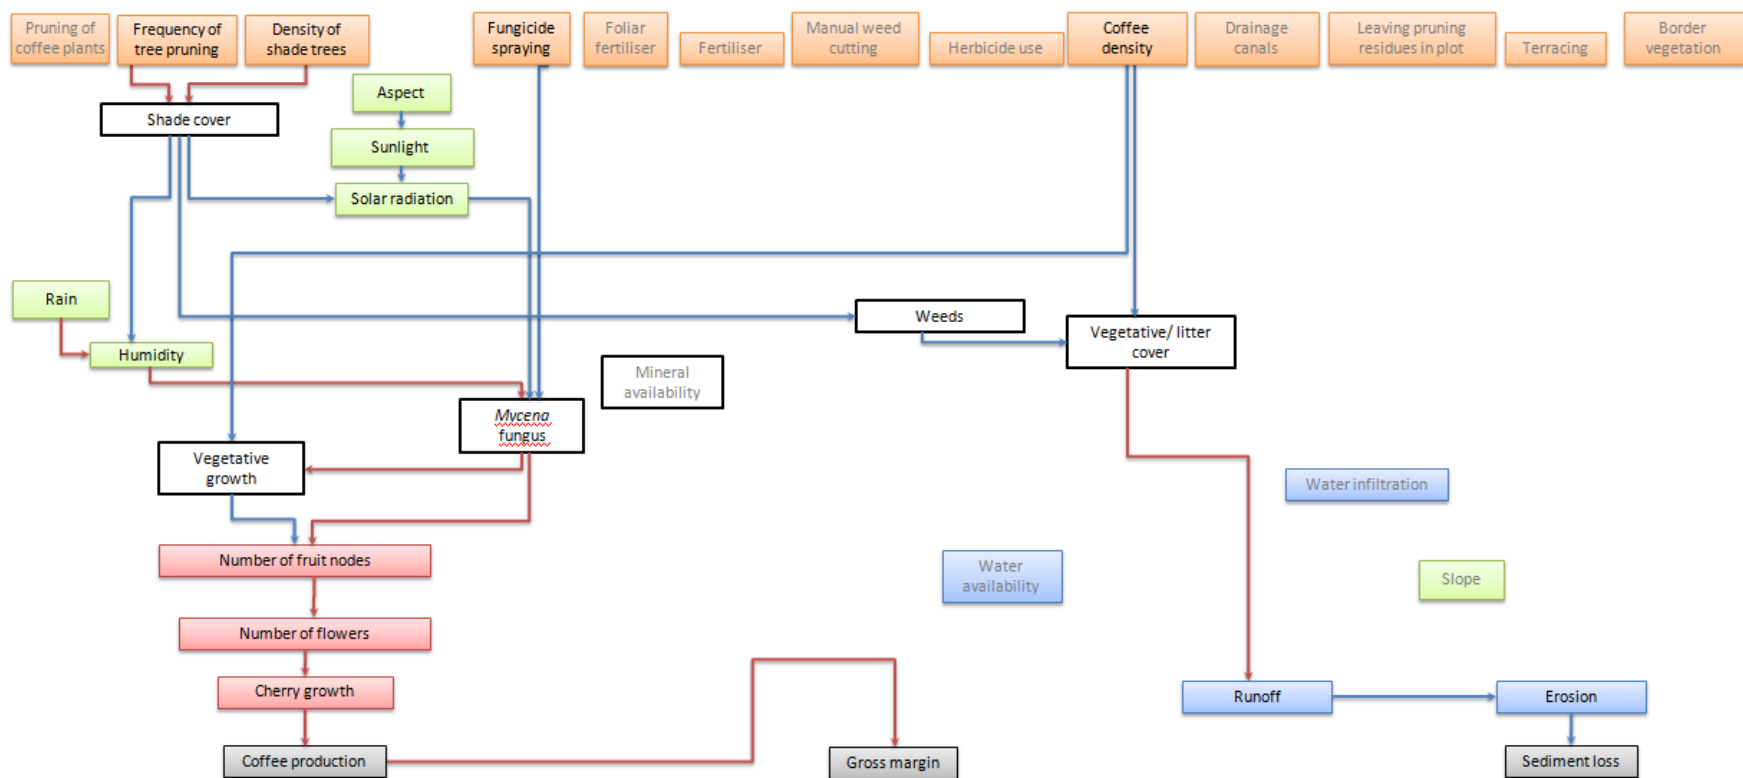 Pruning of
coffee plants
Frequency of
tree pruning
Density of
shade trees
Fungicide
spraying
Foliar
fertiliser
Fertiliser
Manual weed
cutting
Herbicide use
Coffee
density
Drainage
canals
Leaving pruning
residues in plot
Terracing
Border
vegetation
Aspect
Shade cover
Sunlight
Solar radiation
Rain
Weeds
Vegetative/ litter
cover
Humidity
Mineral
availability
Mycena
fungus
Vegetative
growth
Water infiltration
Number of fruit nodes
Water
availability
Slope
Number of flowers
Cherry growth
Runoff
Erosion
Coffee production
Gross margin
Sediment loss